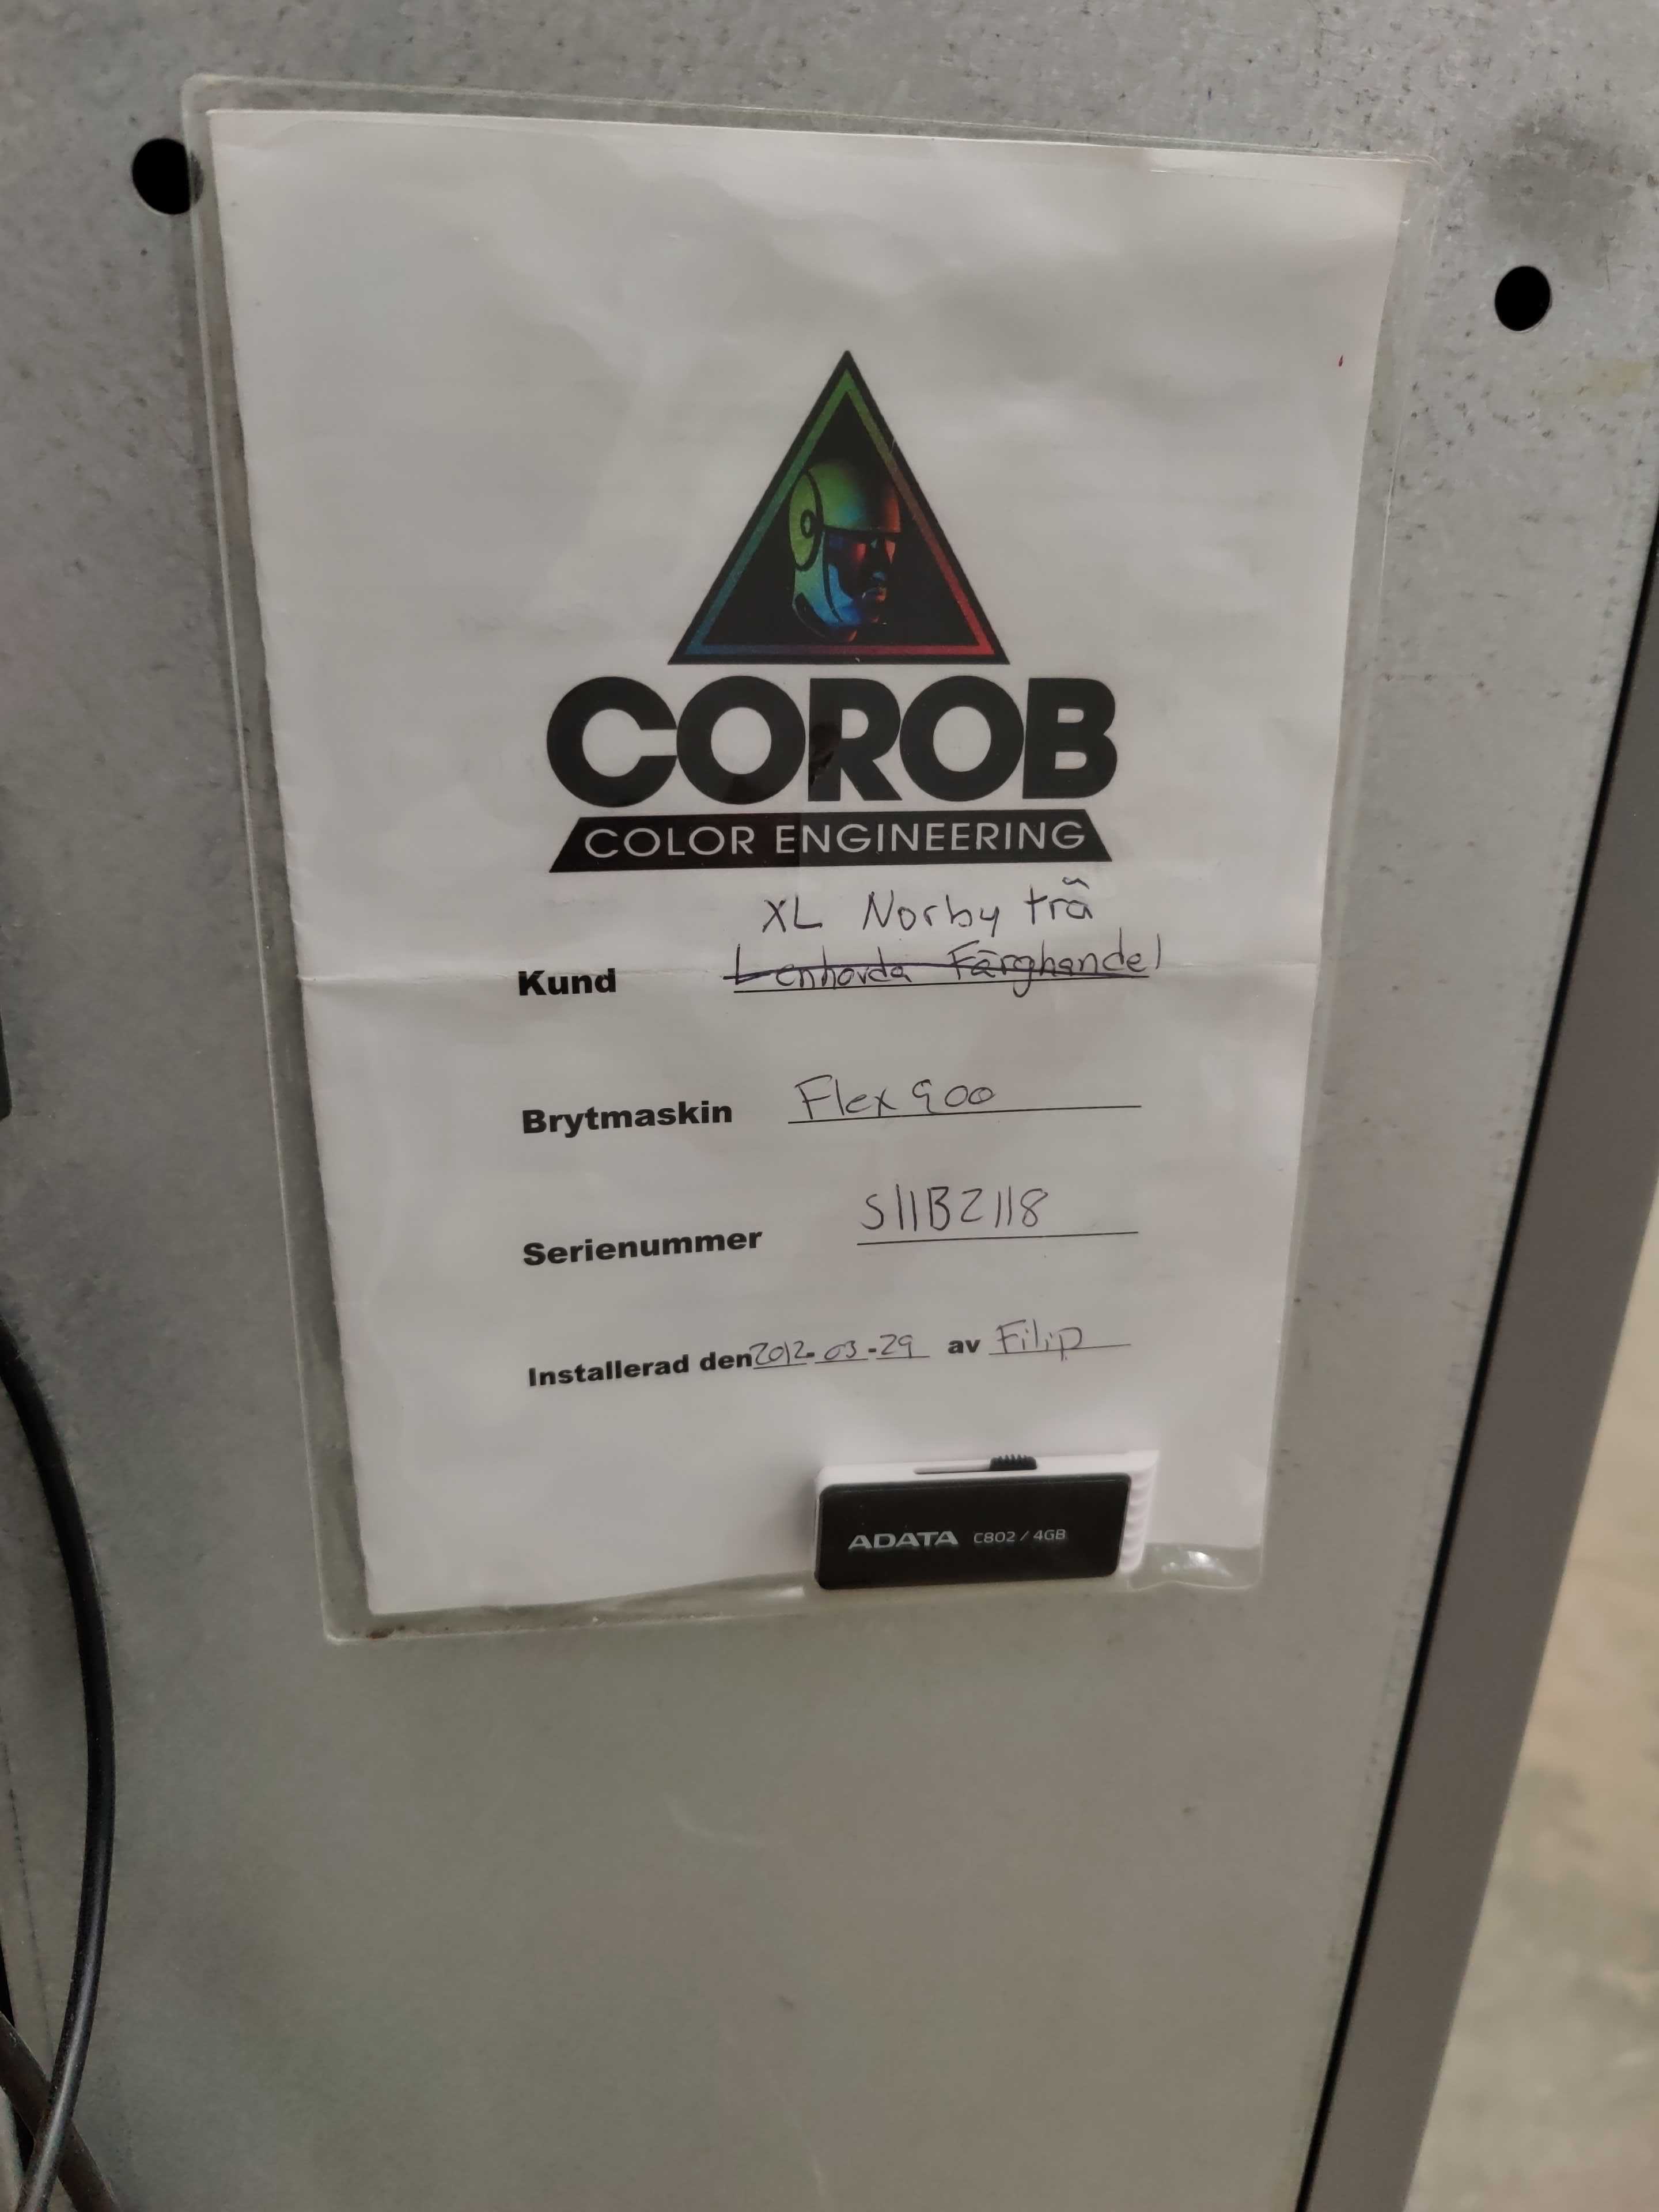 COROB
COLOR ENGINEERING
XL Norby trä
Kund Lenhovda Färghandel
Brytmaskin Flex 900
Serienummer S11B2118
Installerad den 2012-03-29 av Filip
ADATA C802 / 4GB